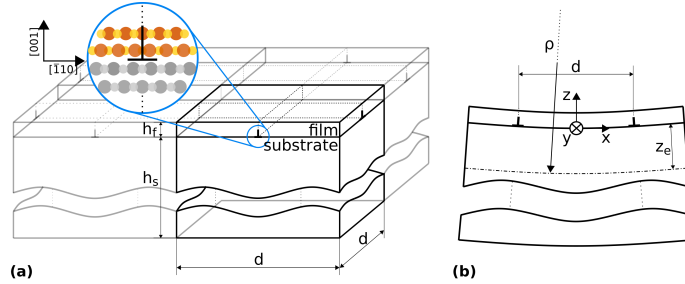 [001]
[1̄10]
h_f
film
substrate
h_s
d
d
(a)
ρ
d
z
y
x
z_e
(b)